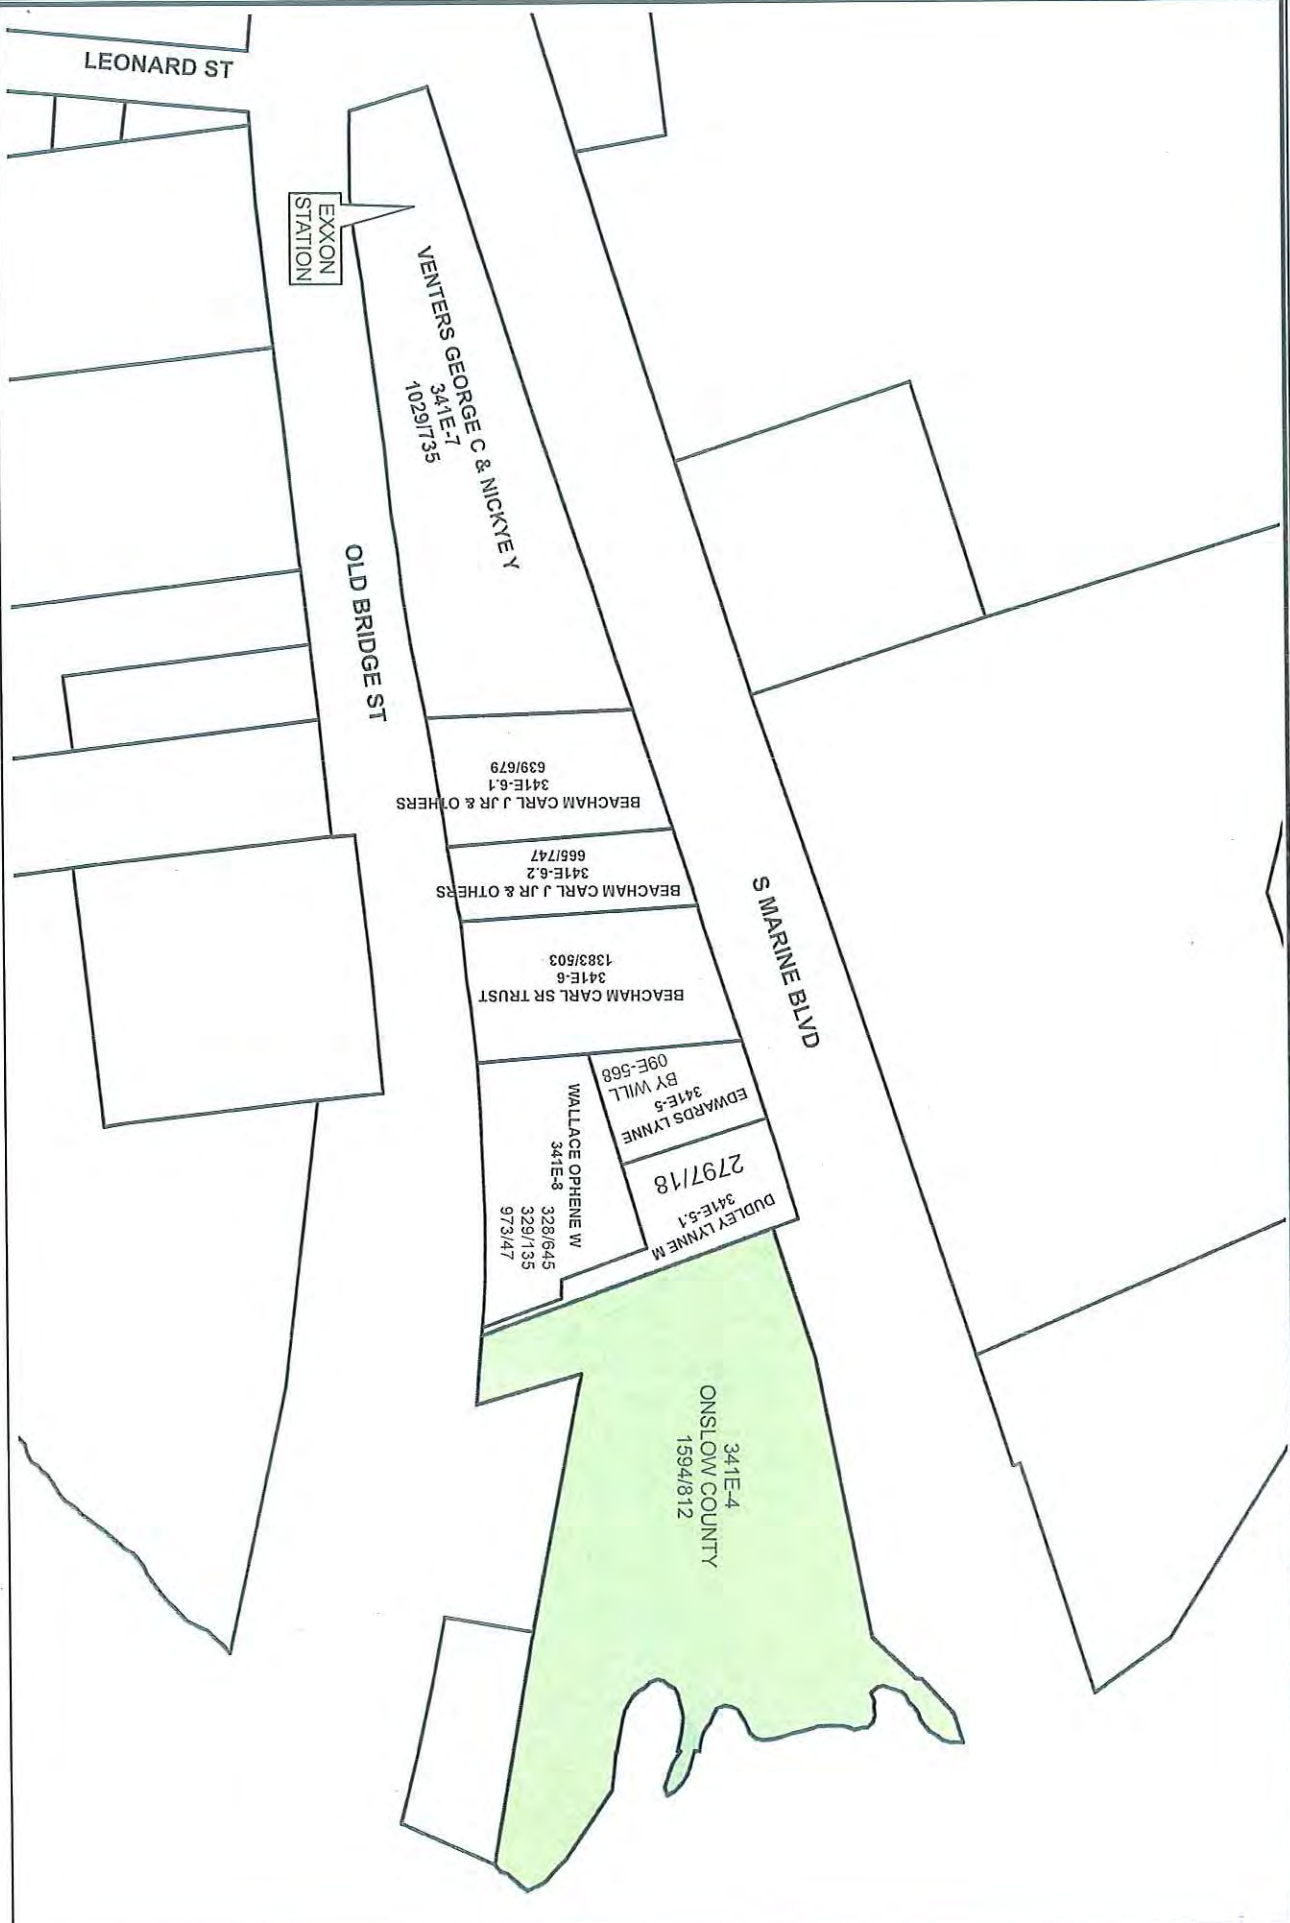 LEONARD ST
EXXON
STATION
VENTERS GEORGE C & NICKYE Y
341E-7
1029/735
OLD BRIDGE ST
BEACHAM CARL J JR & OTHERS
341E-6.1
639/679
BEACHAM CARL J JR & OTHERS
341E-6.2
665/747
BEACHAM CARL SR TRUST
341E-6
1383/503
S MARINE BLVD
EDWARDS LYNNE
341E-5
BY WILL
09E-568
WALLACE OPHENE W
341E-8
328/645
329/135
973/47
DUDLEY LYNNE M
341E-5.1
2797/18
341E-4
ONSLOW COUNTY
1594/812